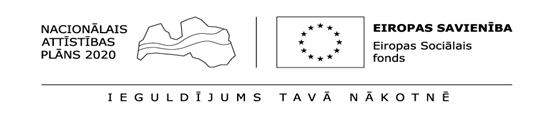 NACIONĀLAIS
ATTĪSTĪBAS
PLĀNS 2020
EIROPAS SAVIENĪBA
Eiropas Sociālais
fonds
IEGULDĪJUMS TAVĀ NĀKOTNĒ